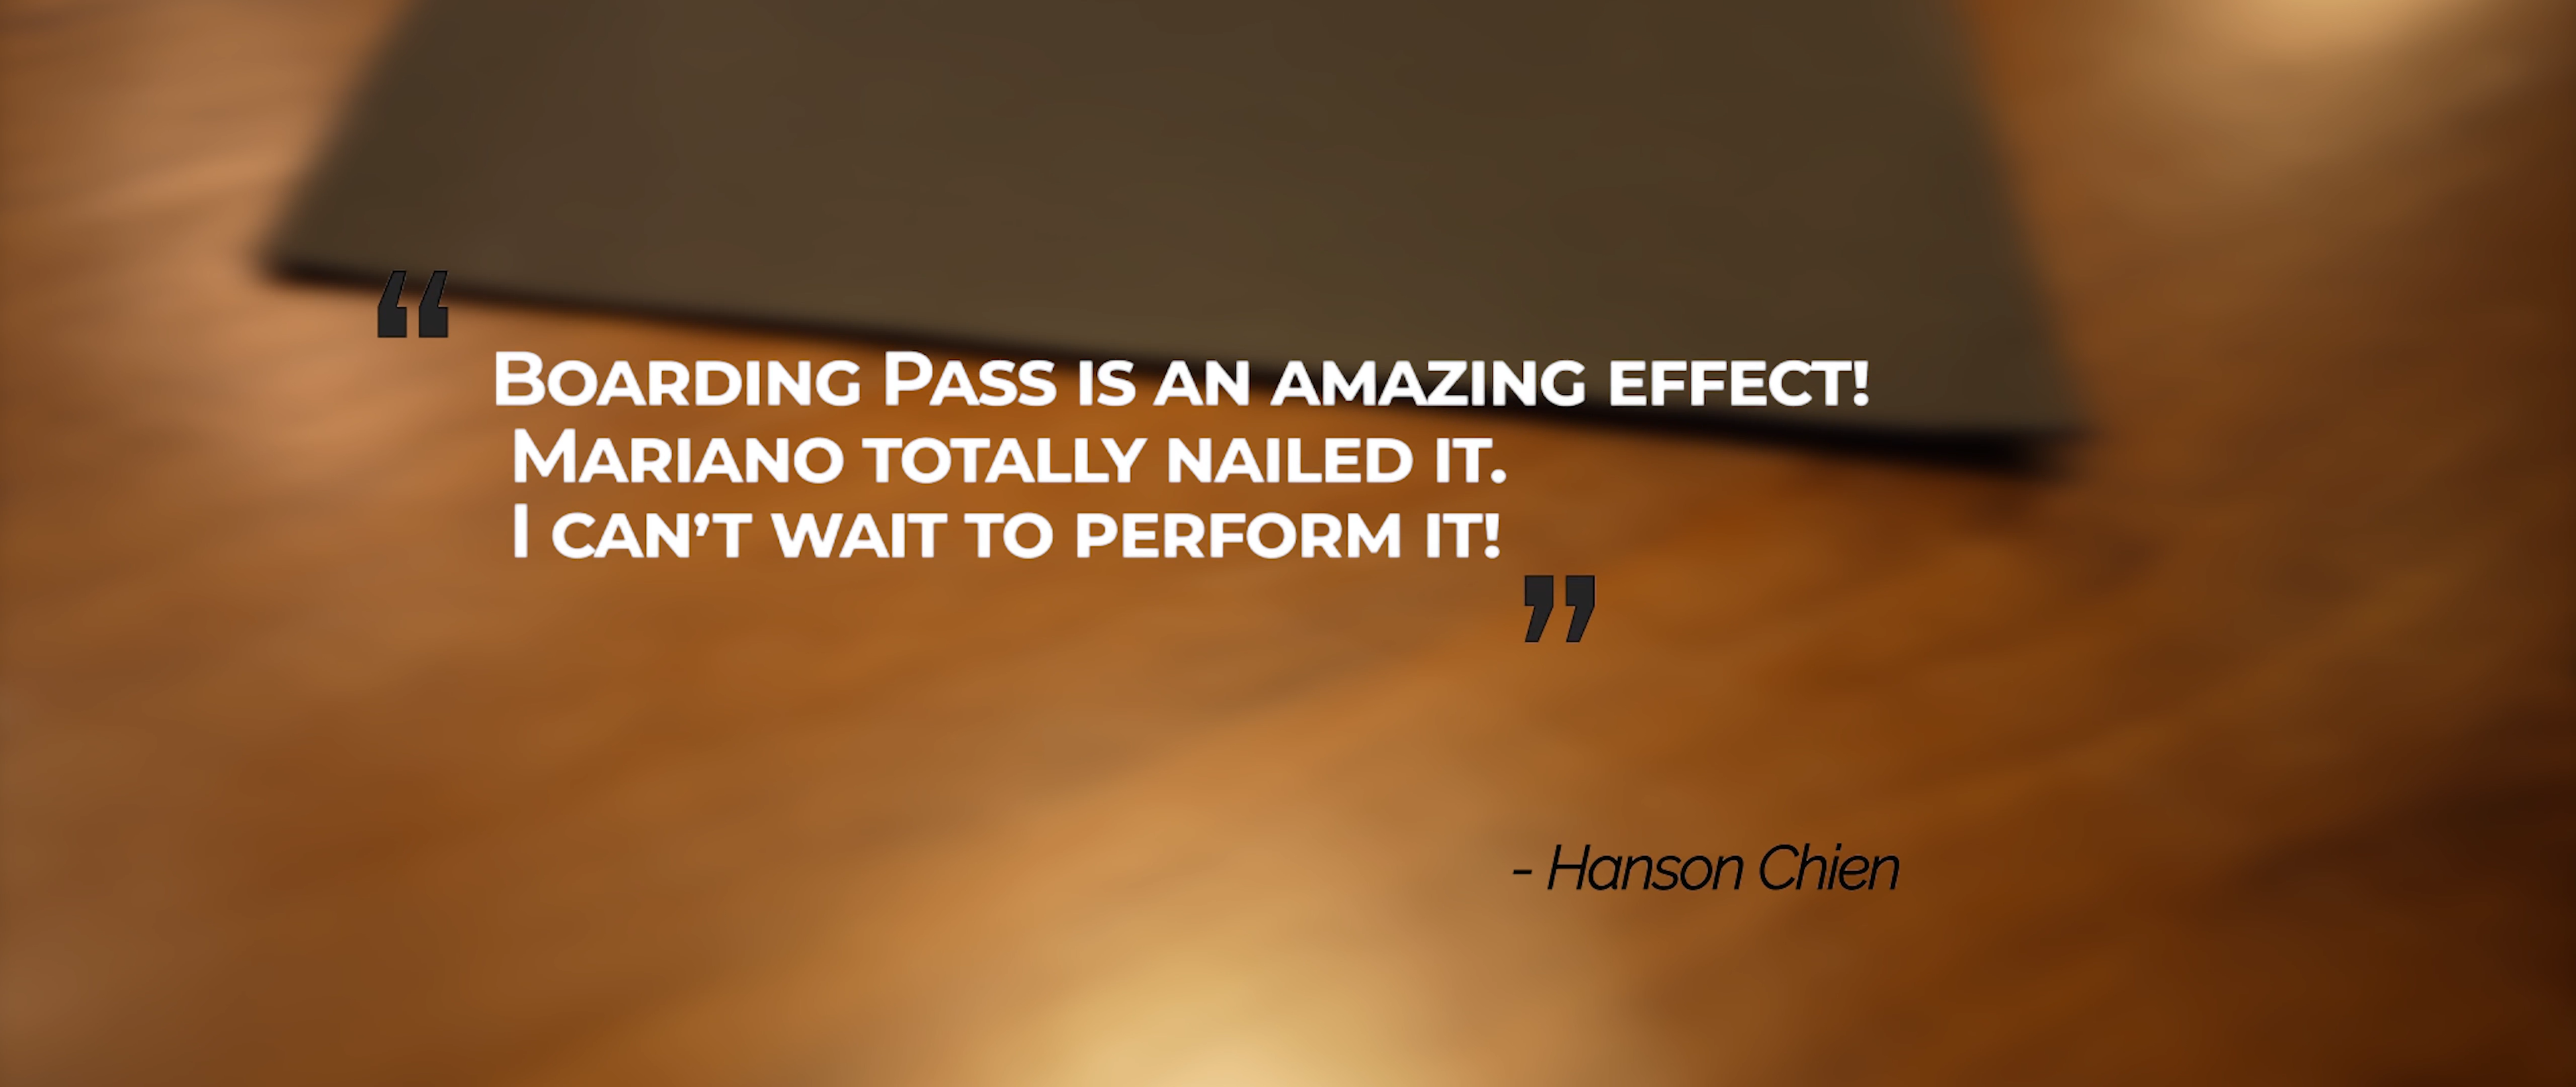 “
Boarding Pass is an amazing effect!
Mariano totally nailed it.
I can’t wait to perform it!
”
- Hanson Chien